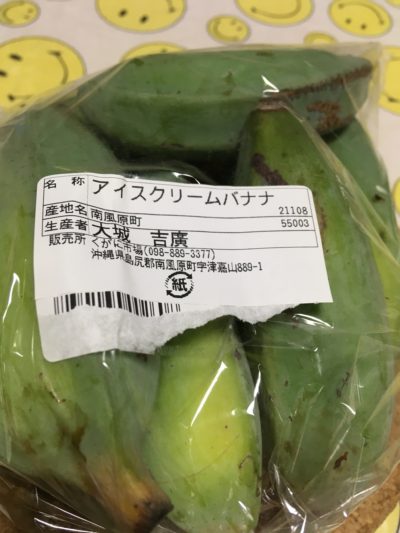 名称 アイスクリームバナナ
産地名 南風原町 21108
生産者 大城 吉廣 55003
販売所 くがに市場(098-889-3377)
沖縄県島尻郡南風原町字津嘉山889-1
紙